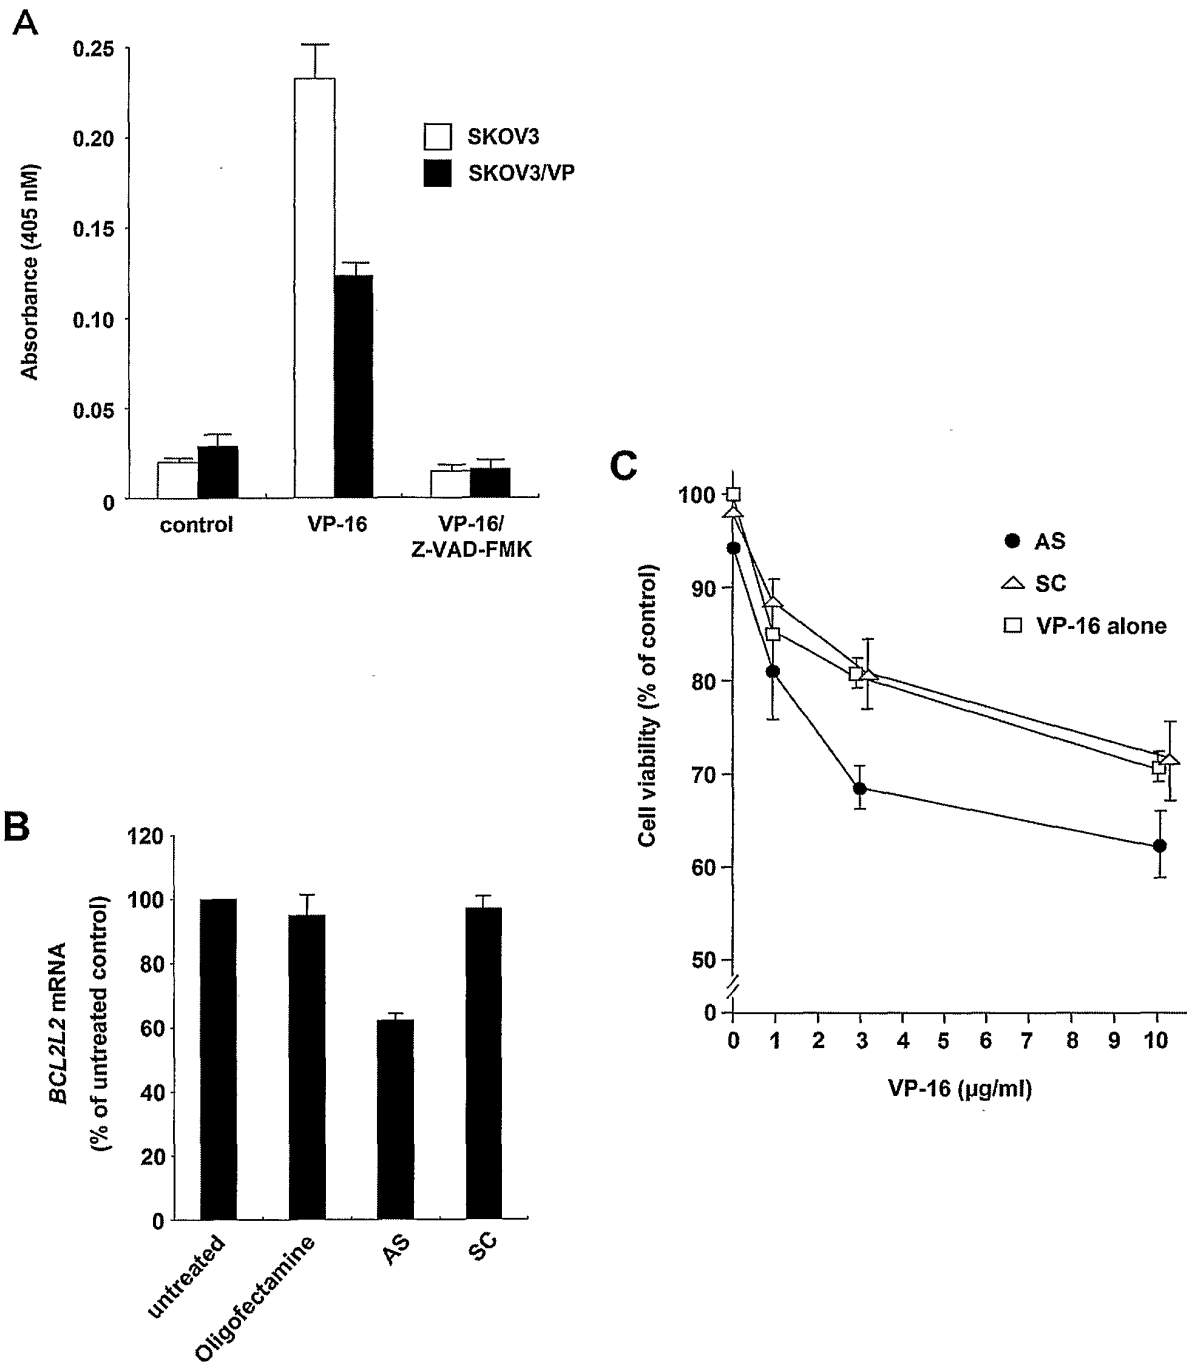 A
0.25
0.20
0.15
0.10
0.05
0
Absorbance (405 nM)
SKOV3
SKOV3/VP
control
VP-16
VP-16/
Z-VAD-FMK
B
120
100
80
60
40
20
0
BCL2L2 mRNA
(% of untreated control)
untreated
Oligofectamine
AS
SC
C
100
90
80
70
60
50
0
Cell viability (% of control)
AS
SC
VP-16 alone
0 1 2 3 4 5 6 7 8 9 10
VP-16 (µg/ml)